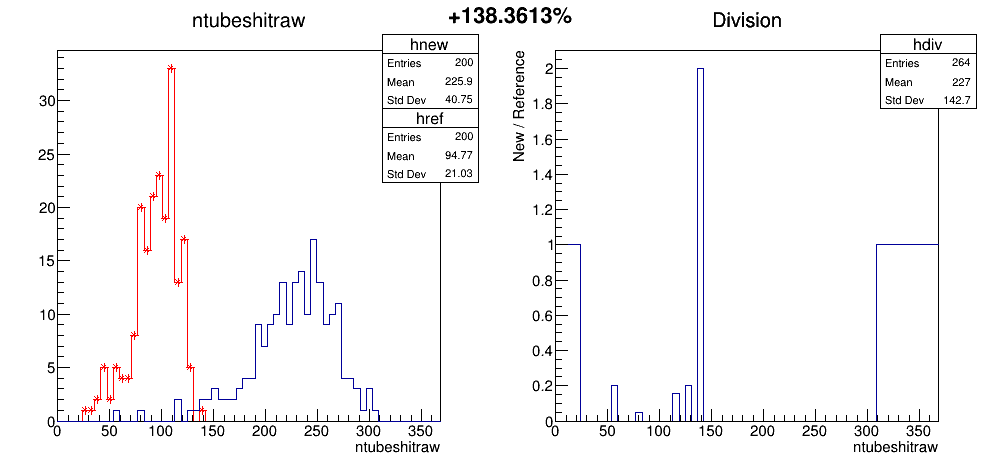 +138.3613%
ntubeshitraw
hnew
Entries 200
Mean 225.9
Std Dev 40.75
href
Entries 200
Mean 94.77
Std Dev 21.03
30
25
20
15
10
5
0
0 50 100 150 200 250 300 350
ntubeshitraw
Division
hdiv
Entries 264
Mean 227
Std Dev 142.7
New / Reference
2
1.8
1.6
1.4
1.2
1
0.8
0.6
0.4
0.2
0
0 50 100 150 200 250 300 350
ntubeshitraw